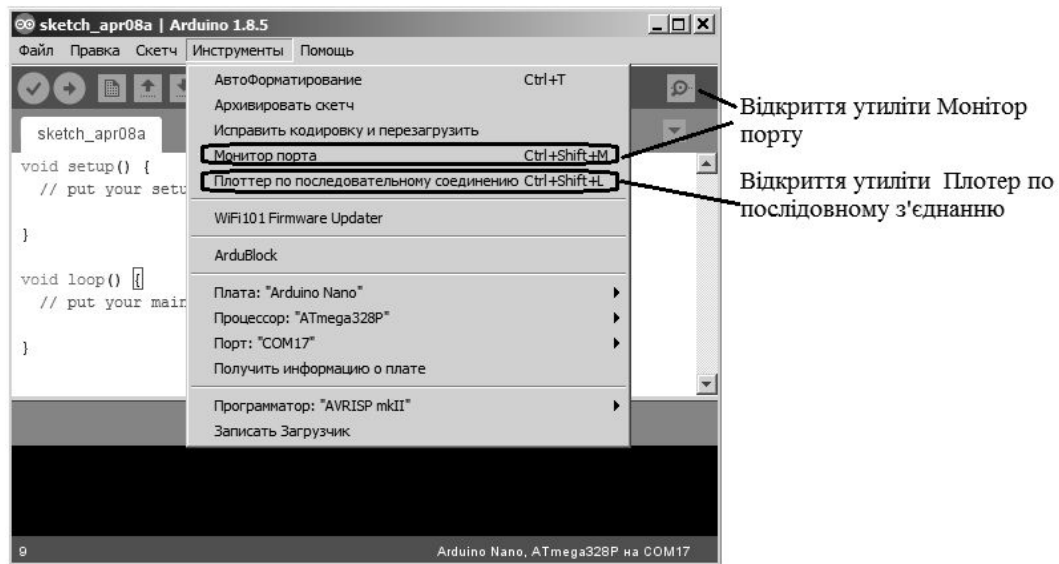 sketch_apr08a | Arduino 1.8.5
Файл Правка Скетч Инструменты Помощь
АвтоФорматирование Ctrl+T
Архивировать скетч
Исправить кодировку и перезагрузить
Монитор порта Ctrl+Shift+M
Плоттер по последовательному соединению Ctrl+Shift+L
WiFi101 Firmware Updater
ArduBlock
Плата: "Arduino Nano"
Процессор: "ATmega328P"
Порт: "COM17"
Получить информацию о плате
Программатор: "AVRISP mkII"
Записать Загрузчик
sketch_apr08a
void setup() {
// put your setu
}
void loop() {
// put your main
}
9
Arduino Nano, ATmega328P на COM17
Відкриття утиліти Монітор
порту
Відкриття утиліти Плотер по
послідовному з'єднанню